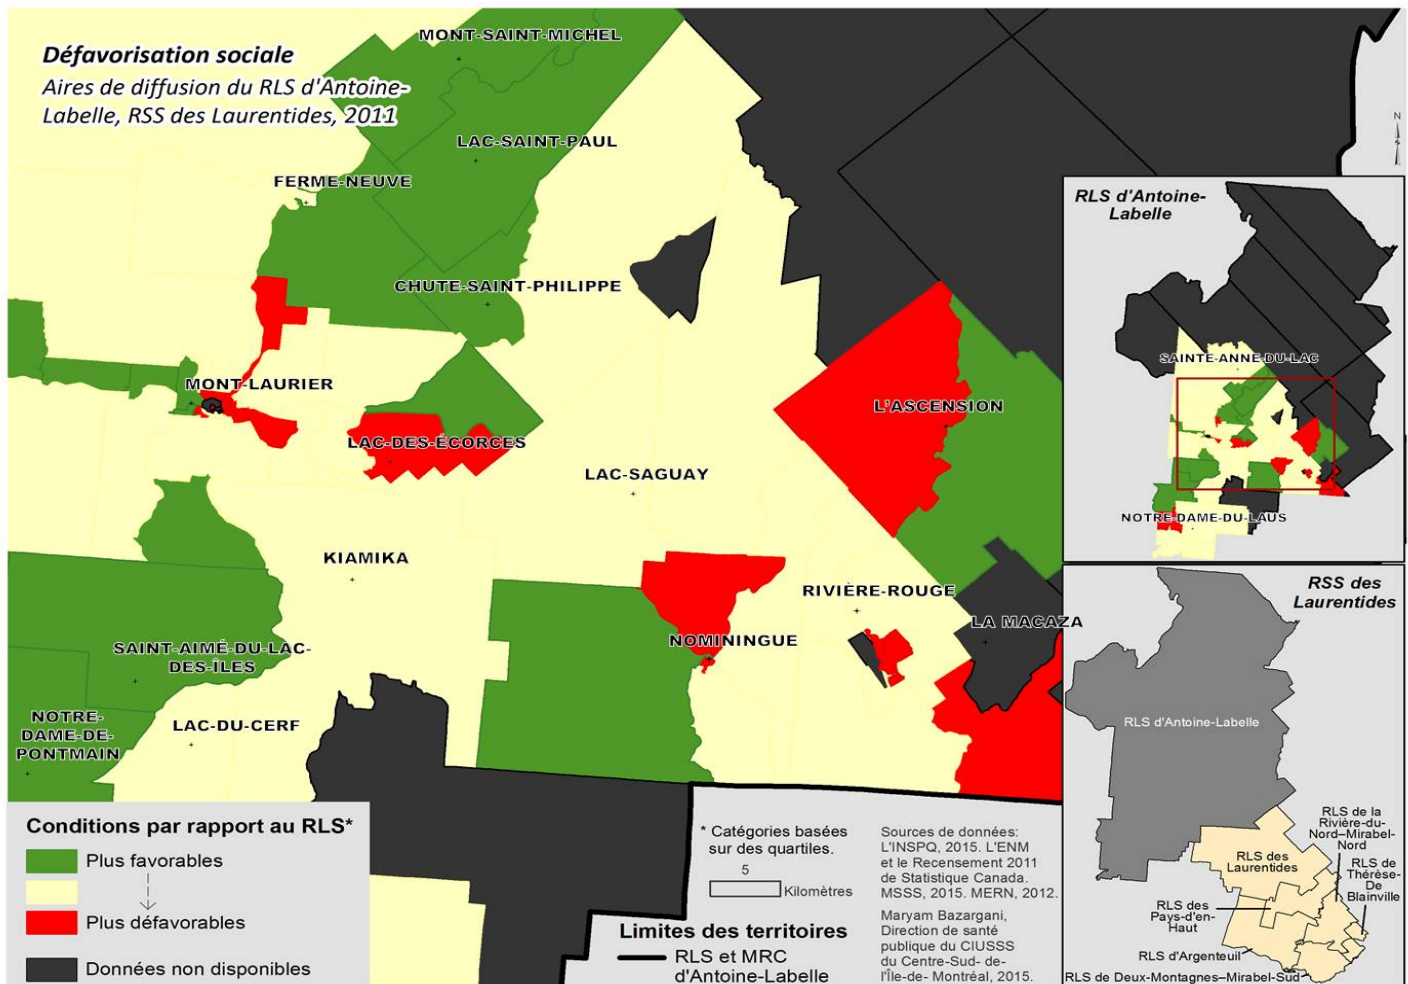 Défavorisation sociale
Aires de diffusion du RLS d'Antoine-
Labelle, RSS des Laurentides, 2011
MONT-SAINT-MICHEL
LAC-SAINT-PAUL
FERME-NEUVE
CHUTE-SAINT-PHILIPPE
MONT-LAURIER
LAC-DES-ÉCORCES
L'ASCENSION
LAC-SAGUAY
KIAMIKA
RIVIÈRE-ROUGE
LA MACAZA
NOMININGUE
SAINT-AIMÉ-DU-LAC-
DES-ÎLES
LAC-DU-CERF
NOTRE-
DAME-DE-
PONTMAIN
N
RLS d'Antoine-
Labelle
SAINTE-ANNE-DU-LAC
NOTRE-DAME-DU-LAUS
RSS des
Laurentides
RLS d'Antoine-Labelle
RLS de la
Rivière-du-
Nord–Mirabel-
Nord
RLS des
Laurentides
RLS de
Thérèse-
De
Blainville
RLS des
Pays-d'en-
Haut
RLS d'Argenteuil
RLS de Deux-Montagnes–Mirabel-Sud
Conditions par rapport au RLS*
Plus favorables
Plus défavorables
Données non disponibles
* Catégories basées
sur des quartiles.
5
Kilomètres
Limites des territoires
RLS et MRC
d'Antoine-Labelle
Sources de données:
L'INSPQ, 2015. L'ENM
et le Recensement 2011
de Statistique Canada.
MSSS, 2015. MERN, 2012.
Maryam Bazargani,
Direction de santé
publique du CIUSSS
du Centre-Sud- de-
l'Île-de- Montréal, 2015.